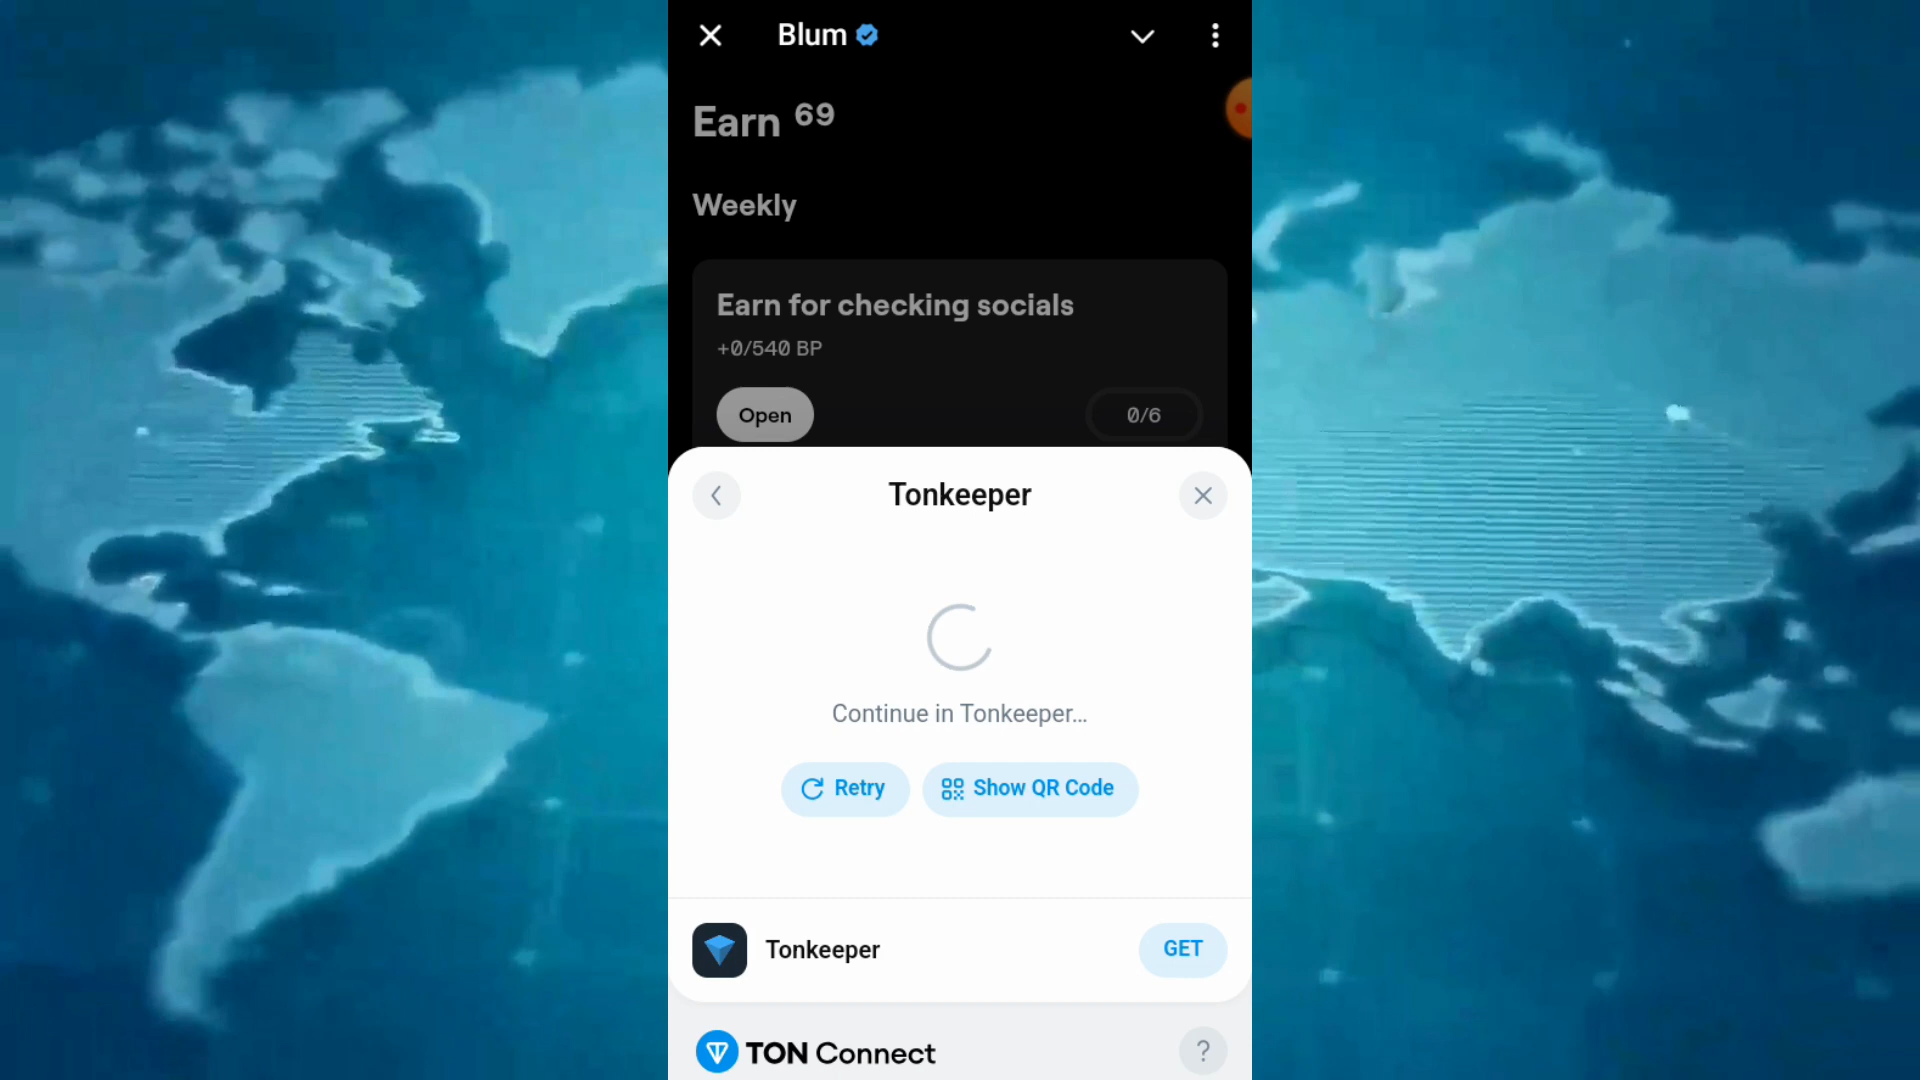 Blum
Earn 69
Weekly
Earn for checking socials
+0/540 BP
Open
0/6
Tonkeeper
Continue in Tonkeeper...
Retry
Show QR Code
Tonkeeper
GET
TON Connect
?